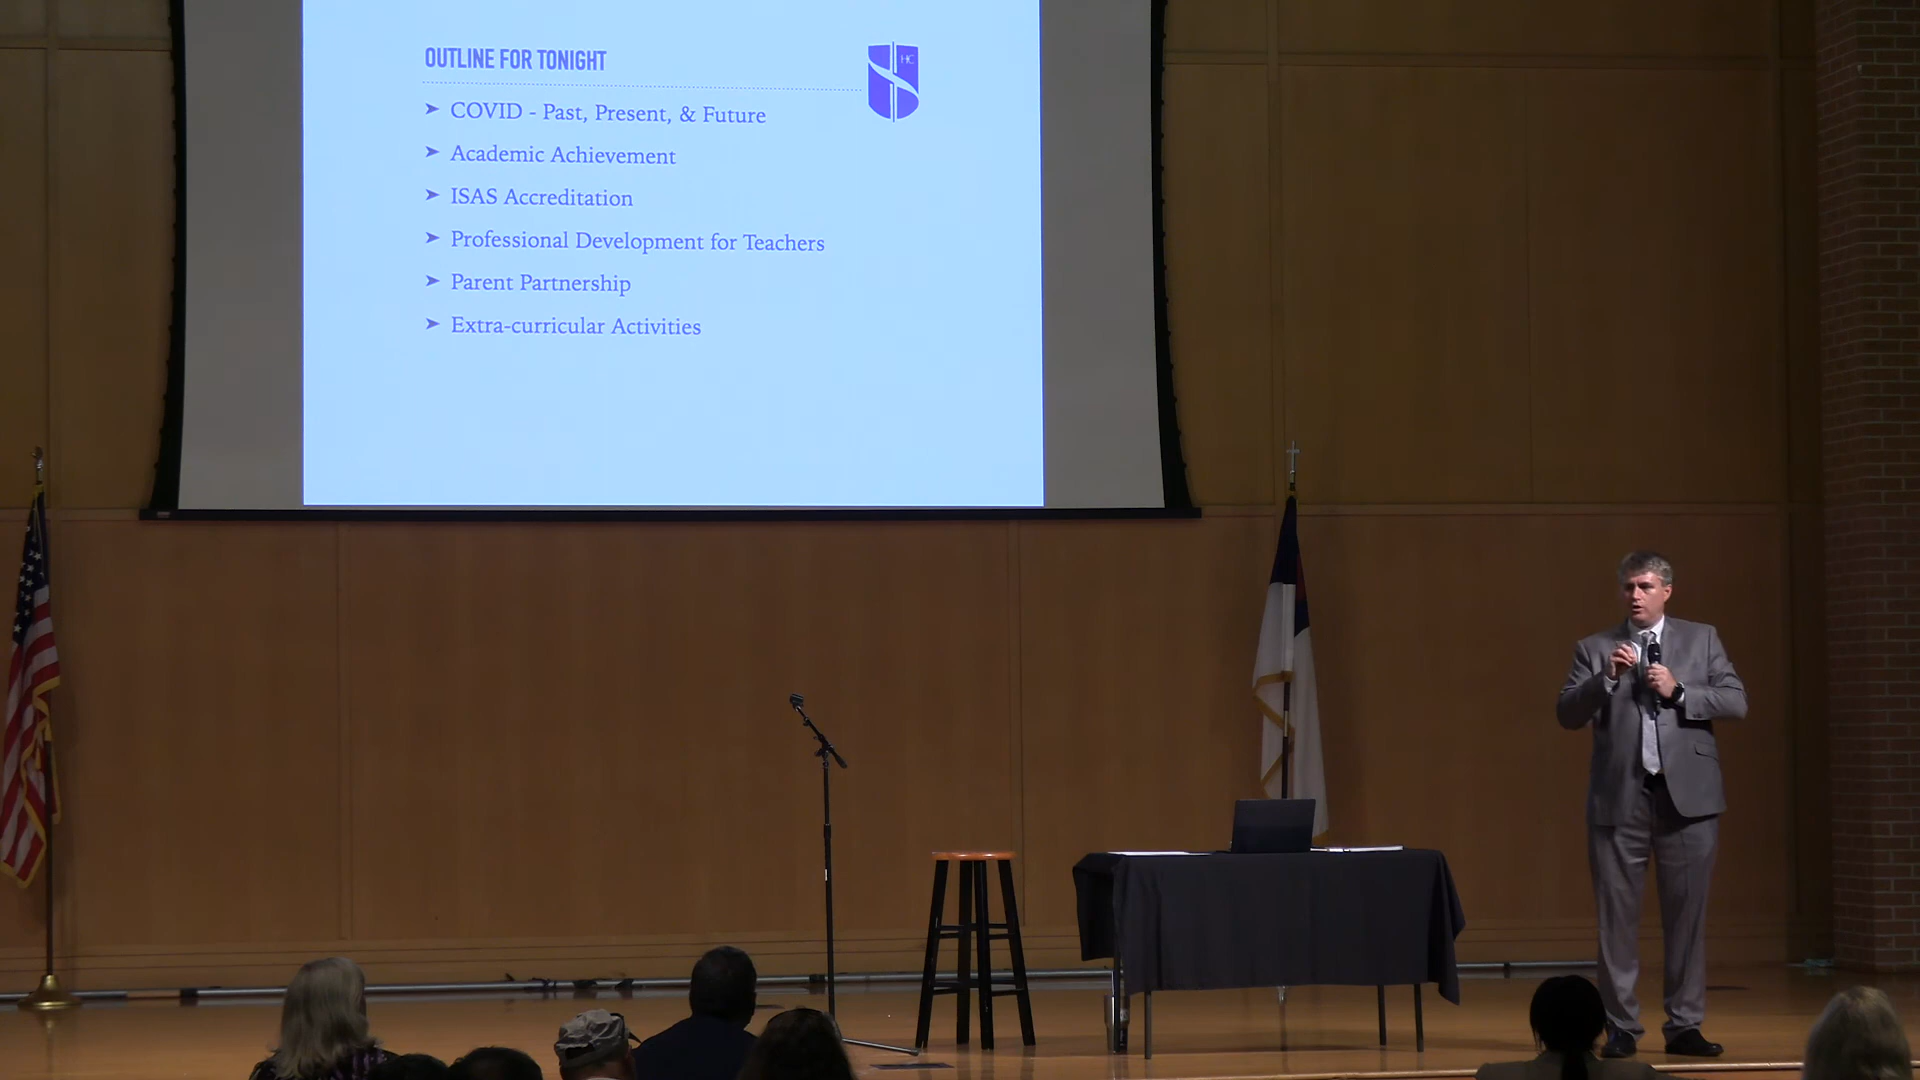 OUTLINE FOR TONIGHT
HC
➤ COVID - Past, Present, & Future
➤ Academic Achievement
➤ ISAS Accreditation
➤ Professional Development for Teachers
➤ Parent Partnership
➤ Extra-curricular Activities